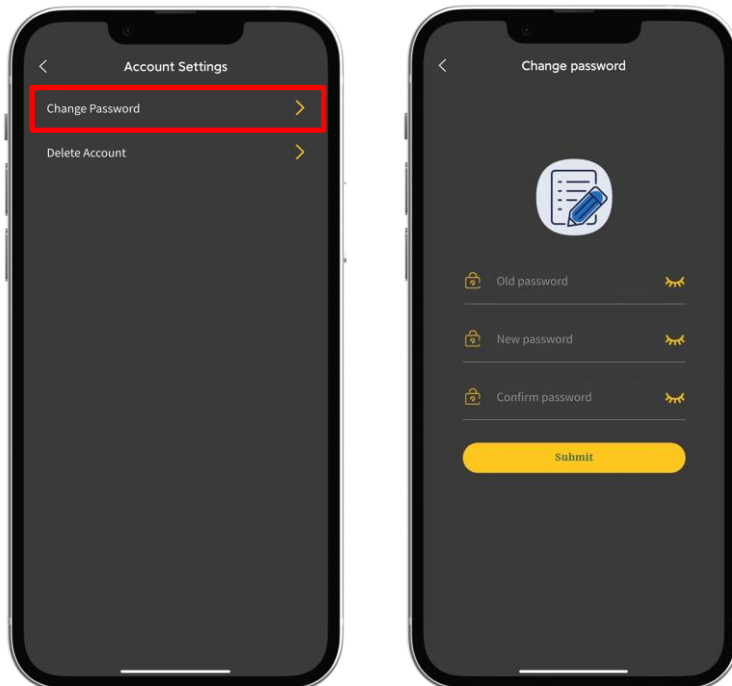 Account Settings
Change Password
Delete Account
Change password
Old password
New password
Confirm password
Submit